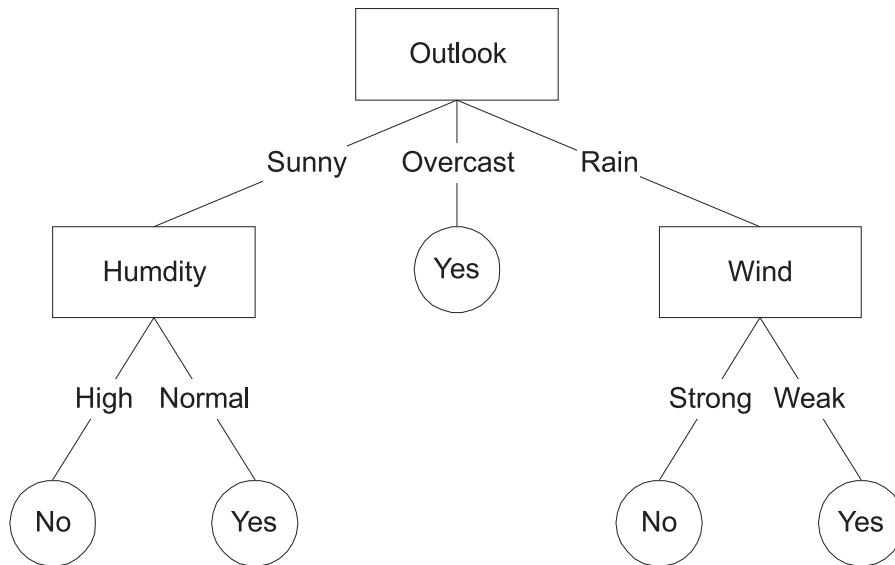 Outlook
Sunny Overcast Rain
Humdity Yes Wind
High Normal Strong Weak
No Yes No Yes